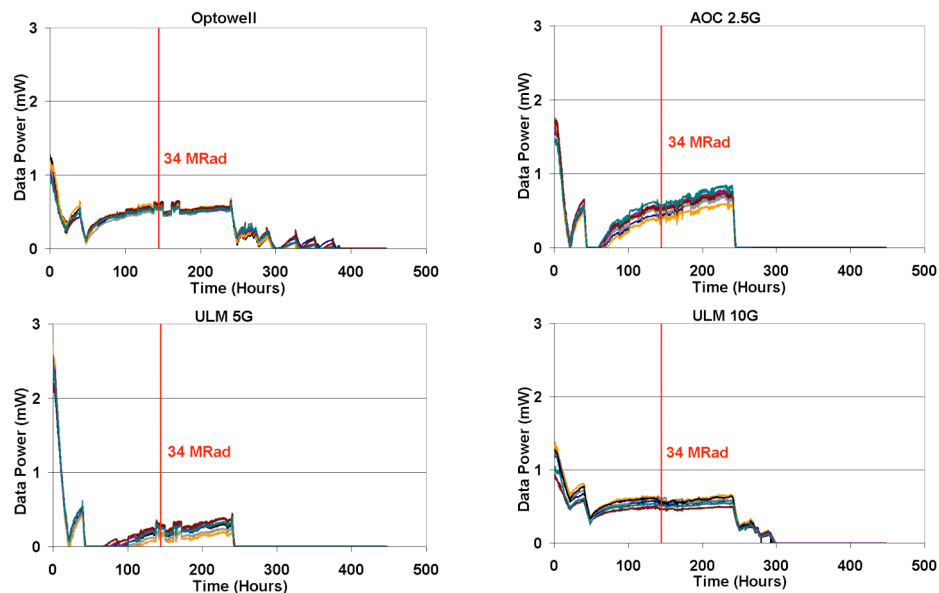 Optowell
3
2
1
0
Data Power (mW)
34 MRad
0 100 200 300 400 500
Time (Hours)
AOC 2.5G
3
2
1
0
Data Power (mW)
34 MRad
0 100 200 300 400 500
Time (Hours)
ULM 5G
3
2
1
0
Data Power (mW)
34 MRad
0 100 200 300 400 500
Time (Hours)
ULM 10G
3
2
1
0
Data Power (mW)
34 MRad
0 100 200 300 400 500
Time (Hours)